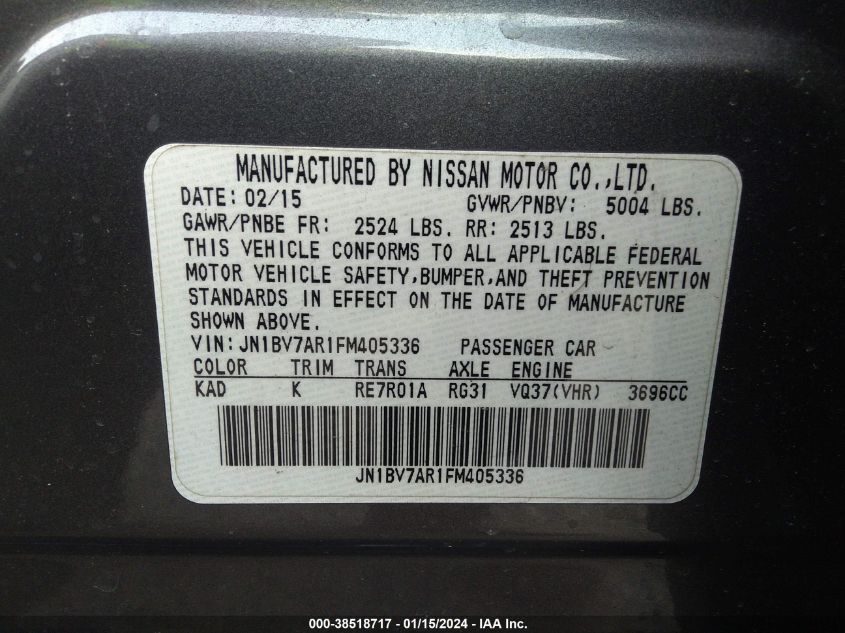 MANUFACTURED BY NISSAN MOTOR CO.,LTD.
DATE: 02/15 GVWR/PNBV: 5004 LBS.
GAWR/PNBE FR: 2524 LBS. RR: 2513 LBS.
THIS VEHICLE CONFORMS TO ALL APPLICABLE FEDERAL
MOTOR VEHICLE SAFETY,BUMPER,AND THEFT PREVENTION
STANDARDS IN EFFECT ON THE DATE OF MANUFACTURE
SHOWN ABOVE.
VIN: JN1BV7AR1FM405336 PASSENGER CAR
COLOR TRIM TRANS AXLE ENGINE
KAD K RE7R01A RG31 VQ37(VHR) 3696CC
JN1BV7AR1FM405336
000-38518717 - 01/15/2024 - IAA Inc.